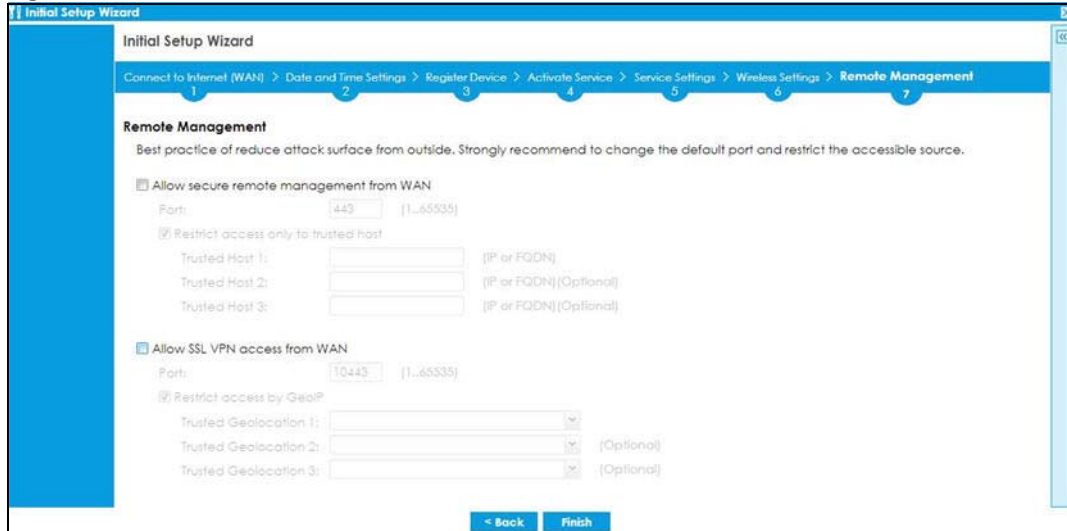 Initial Setup Wizard
Initial Setup Wizard
Connect to Internet (WAN) > Date and Time Settings > Register Device > Activate Service > Service Settings > Wireless Settings > Remote Management
1 2 3 4 5 6 7
Remote Management
Best practice of reduce attack surface from outside. Strongly recommend to change the default port and restrict the accessible source.
Allow secure remote management from WAN
Port: 443 (1..65535)
Restrict access only to trusted host
Trusted Host 1: (IP or FQDN)
Trusted Host 2: (IP or FQDN)(Optional)
Trusted Host 3: (IP or FQDN)(Optional)
Allow SSL VPN access from WAN
Port: 10443 (1..65535)
Restrict access by GeoIP
Trusted Geolocation 1:
Trusted Geolocation 2: (Optional)
Trusted Geolocation 3: (Optional)
< Back Finish